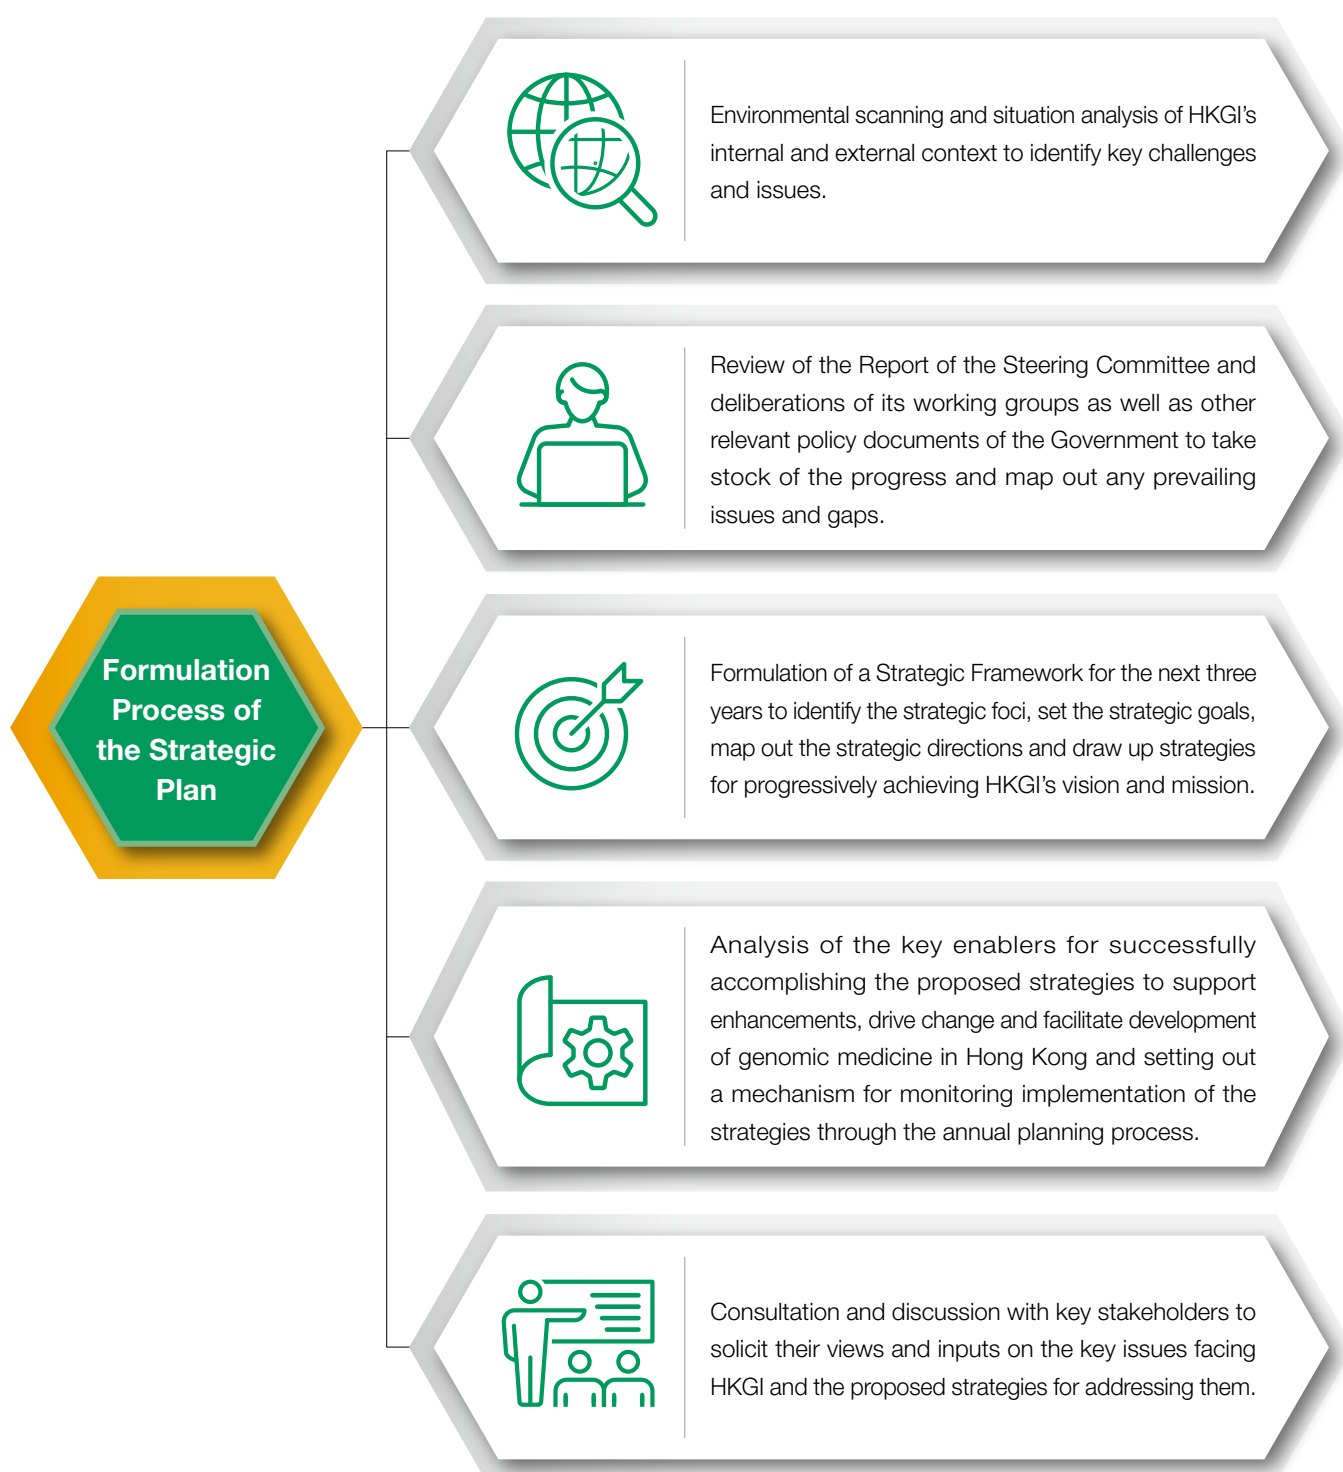 Environmental scanning and situation analysis of HKGI’s
internal and external context to identify key challenges
and issues.
Review of the Report of the Steering Committee and
deliberations of its working groups as well as other
relevant policy documents of the Government to take
stock of the progress and map out any prevailing
issues and gaps.
Formulation
Process of
the Strategic
Plan
Formulation of a Strategic Framework for the next three
years to identify the strategic foci, set the strategic goals,
map out the strategic directions and draw up strategies
for progressively achieving HKGI’s vision and mission.
Analysis of the key enablers for successfully
accomplishing the proposed strategies to support
enhancements, drive change and facilitate development
of genomic medicine in Hong Kong and setting out
a mechanism for monitoring implementation of the
strategies through the annual planning process.
Consultation and discussion with key stakeholders to
solicit their views and inputs on the key issues facing
HKGI and the proposed strategies for addressing them.